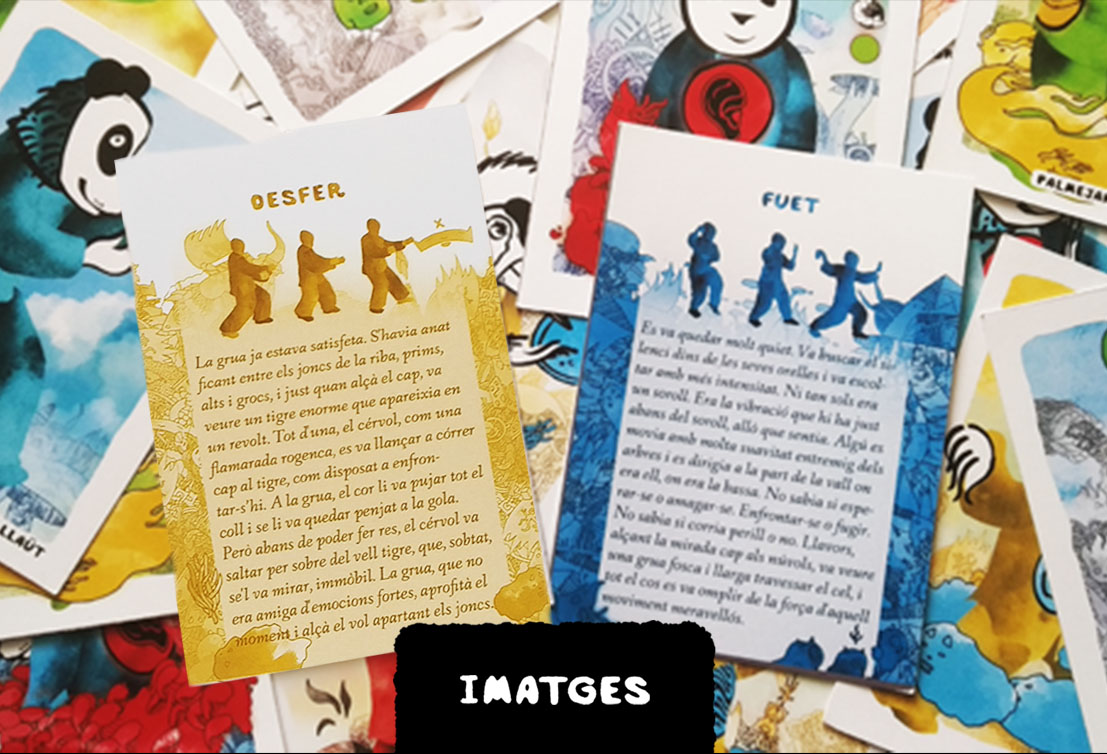 DESFER
La grua ja estava satisfeta. S'havia anat
ficant entre els joncs de la riba, prims,
alts i grocs, i just quan alçà el cap, va
veure un tigre enorme que apareixia en
un revolt. Tot d'una, el cérvol, com una
flamarada rogenca, es va llançar a córrer
cap al tigre, com disposat a enfron-
tar-s'hi. A la grua, el cor li va pujar tot el
coll i se li va quedar penjat a la gola.
Però abans de poder fer res, el cérvol va
saltar per sobre del vell tigre, que, sobtat,
se'l va mirar, immòbil. La grua, que no
era amiga d'emocions fortes, aprofità el
moment i alçà el vol apartant els joncs.
FUET
Es va quedar molt quiet. Va buscar el si-
lenci dins de les seves orelles i va escol-
tar amb més intensitat. Ni tan sols era
un soroll. Era la vibració que hi ha just
abans del soroll, allò que sentia. Algú es
movia amb molta suavitat entremig dels
arbres i es dirigia a la part de la vall on
era ell, on era la bassa. No sabia si espe-
rar-se o amagar-se. Enfrontar-se o fugir.
No sabia si corria perill o no. Llavors,
alçant la mirada cap als núvols, va veure
una grua fosca i llarga travessar el cel, i
tot el cos es va omplir de la força d'aquell
moviment meravellós.
LLAÜT
PALMEJA
IMATGES